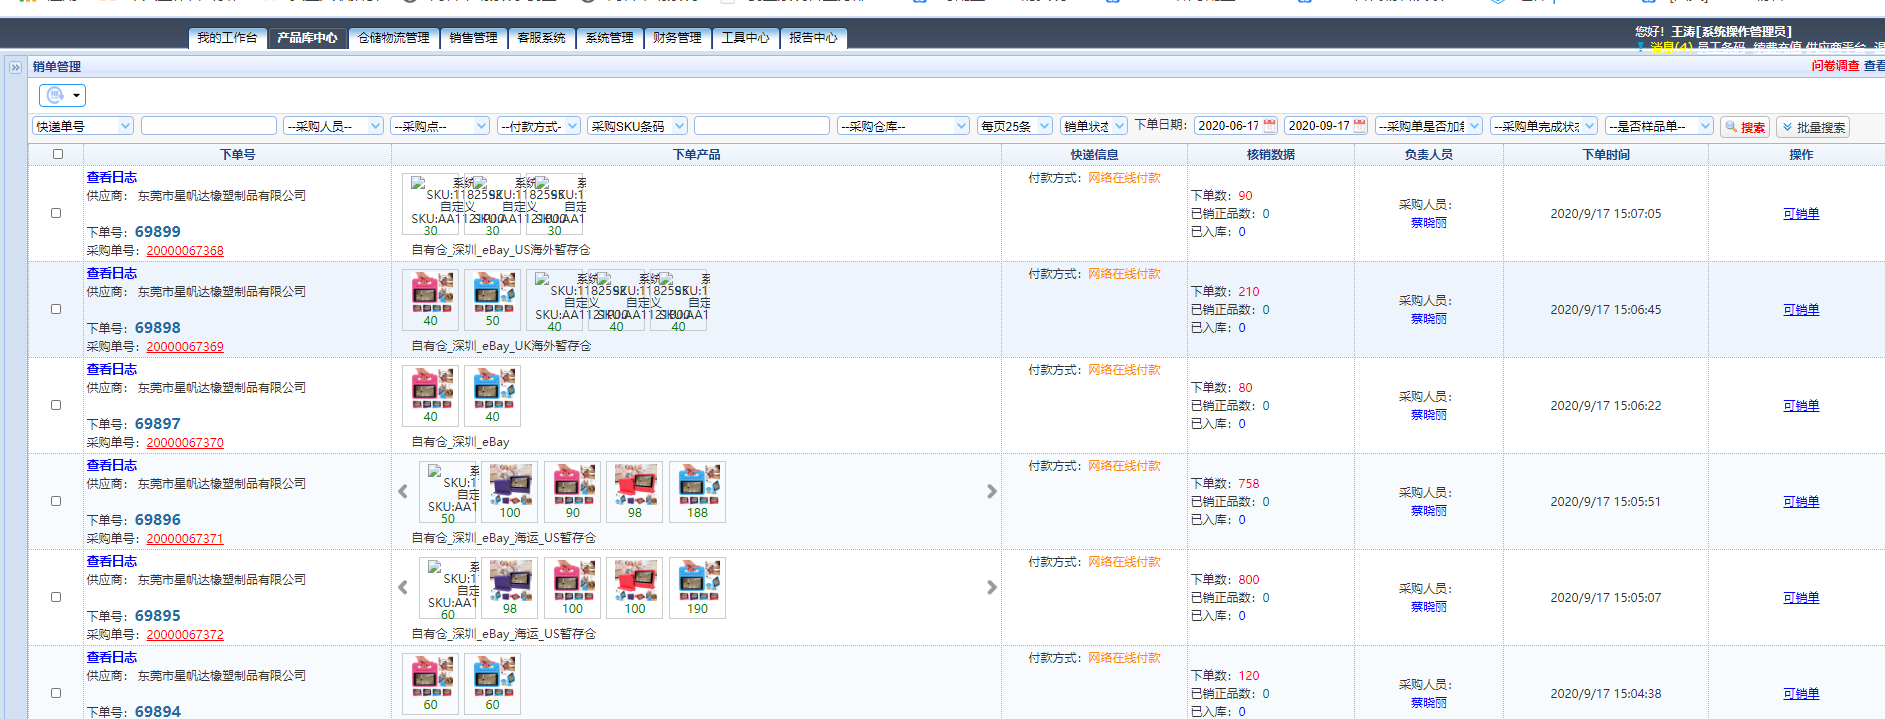 我的工作台 产品库中心 仓储物流管理 销售管理 客服系统 系统管理 财务管理 工具中心 报告中心
您好！王涛[系统操作管理员]
消息(4) 员工条码 续费充值 供应商平台
销单管理
问卷调查 查看
快递单号 --采购人员-- --采购点-- --付款方式- 采购SKU条码 --采购仓库-- 每页25条 销单状态 下单日期： 2020-06-17 2020-09-17 --采购单是否加急 --采购单完成状态 --是否样品单-- 搜索 批量搜索
下单号 下单产品 快递信息 核销数据 负责人员 下单时间 操作
查看日志
供应商： 东莞市星帆达橡塑制品有限公司
下单号：69899
采购单号：20000067368
30 30 30
自有仓_深圳_eBay_US海外暂存仓
付款方式：网络在线付款
下单数：90
已销正品数：0
已入库：0
采购人员：
蔡晓丽
2020/9/17 15:07:05
可销单
查看日志
供应商： 东莞市星帆达橡塑制品有限公司
下单号：69898
采购单号：20000067369
40 50 40 40 40
自有仓_深圳_eBay_UK海外暂存仓
付款方式：网络在线付款
下单数：210
已销正品数：0
已入库：0
采购人员：
蔡晓丽
2020/9/17 15:06:45
可销单
查看日志
供应商： 东莞市星帆达橡塑制品有限公司
下单号：69897
采购单号：20000067370
40 40
自有仓_深圳_eBay
付款方式：网络在线付款
下单数：80
已销正品数：0
已入库：0
采购人员：
蔡晓丽
2020/9/17 15:06:22
可销单
查看日志
供应商： 东莞市星帆达橡塑制品有限公司
下单号：69896
采购单号：20000067371
50 100 90 98 188
自有仓_深圳_eBay_海运_US暂存仓
付款方式：网络在线付款
下单数：758
已销正品数：0
已入库：0
采购人员：
蔡晓丽
2020/9/17 15:05:51
可销单
查看日志
供应商： 东莞市星帆达橡塑制品有限公司
下单号：69895
采购单号：20000067372
60 98 100 100 190
自有仓_深圳_eBay_海运_US暂存仓
付款方式：网络在线付款
下单数：800
已销正品数：0
已入库：0
采购人员：
蔡晓丽
2020/9/17 15:05:07
可销单
查看日志
供应商： 东莞市星帆达橡塑制品有限公司
下单号：69894
60 60
付款方式：网络在线付款
下单数：120
已销正品数：0
已入库：0
采购人员：
蔡晓丽
2020/9/17 15:04:38
可销单